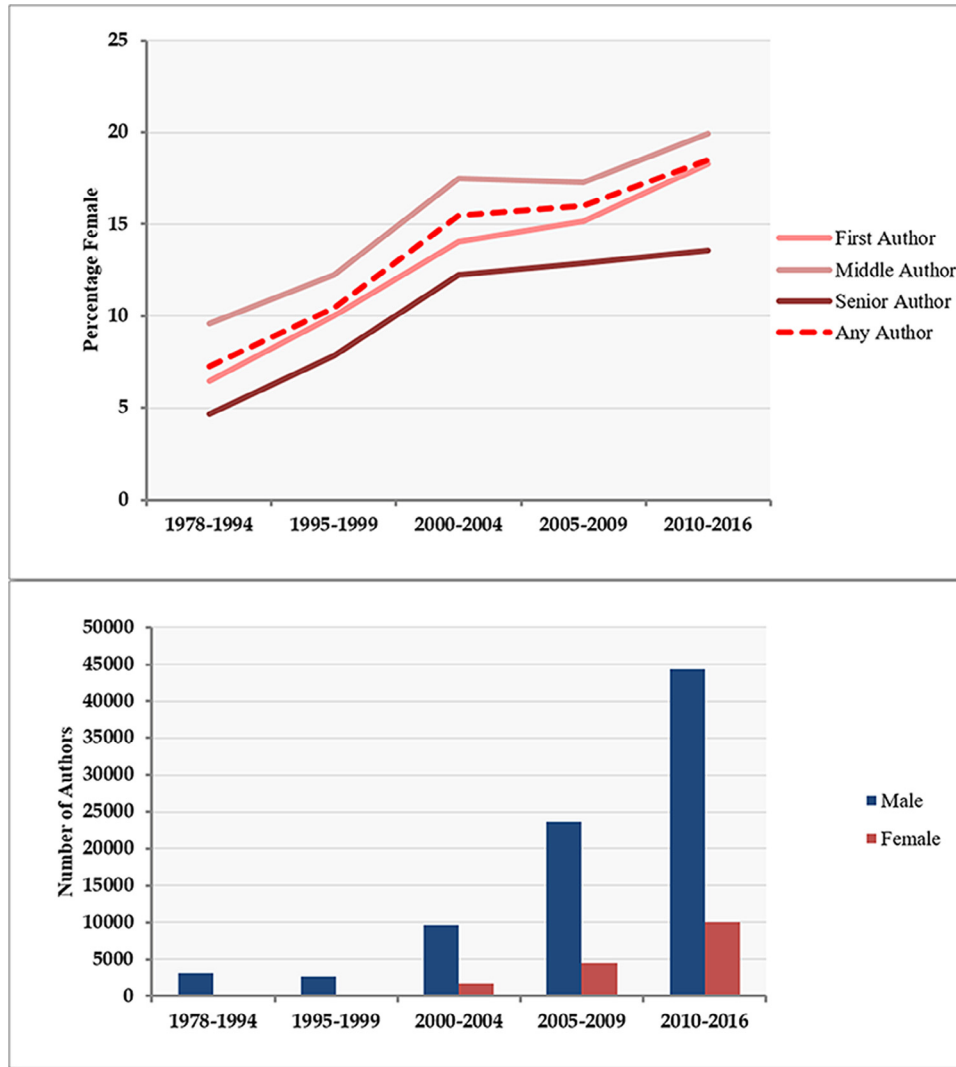 25
20
15
10
5
0
Percentage Female
1978-1994 1995-1999 2000-2004 2005-2009 2010-2016
First Author
Middle Author
Senior Author
Any Author
50000
45000
40000
35000
30000
25000
20000
15000
10000
5000
0
Number of Authors
1978-1994 1995-1999 2000-2004 2005-2009 2010-2016
Male
Female